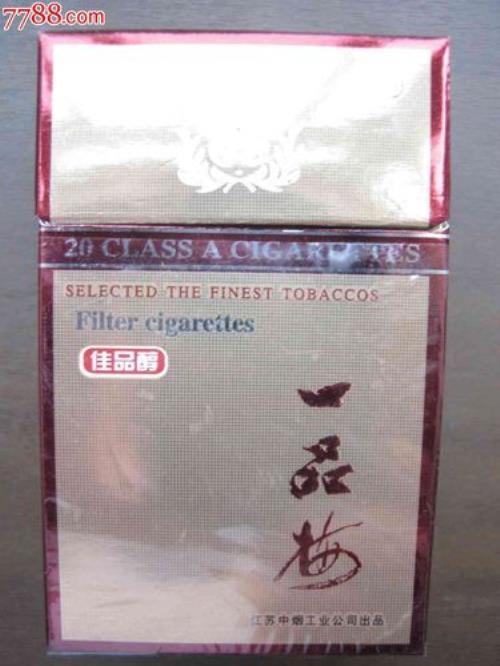 7788.com
20 CLASS A CIGARETTES
SELECTED THE FINEST TOBACCOS
Filter cigarettes
佳品醇
一品梅
江苏中烟工业公司出品